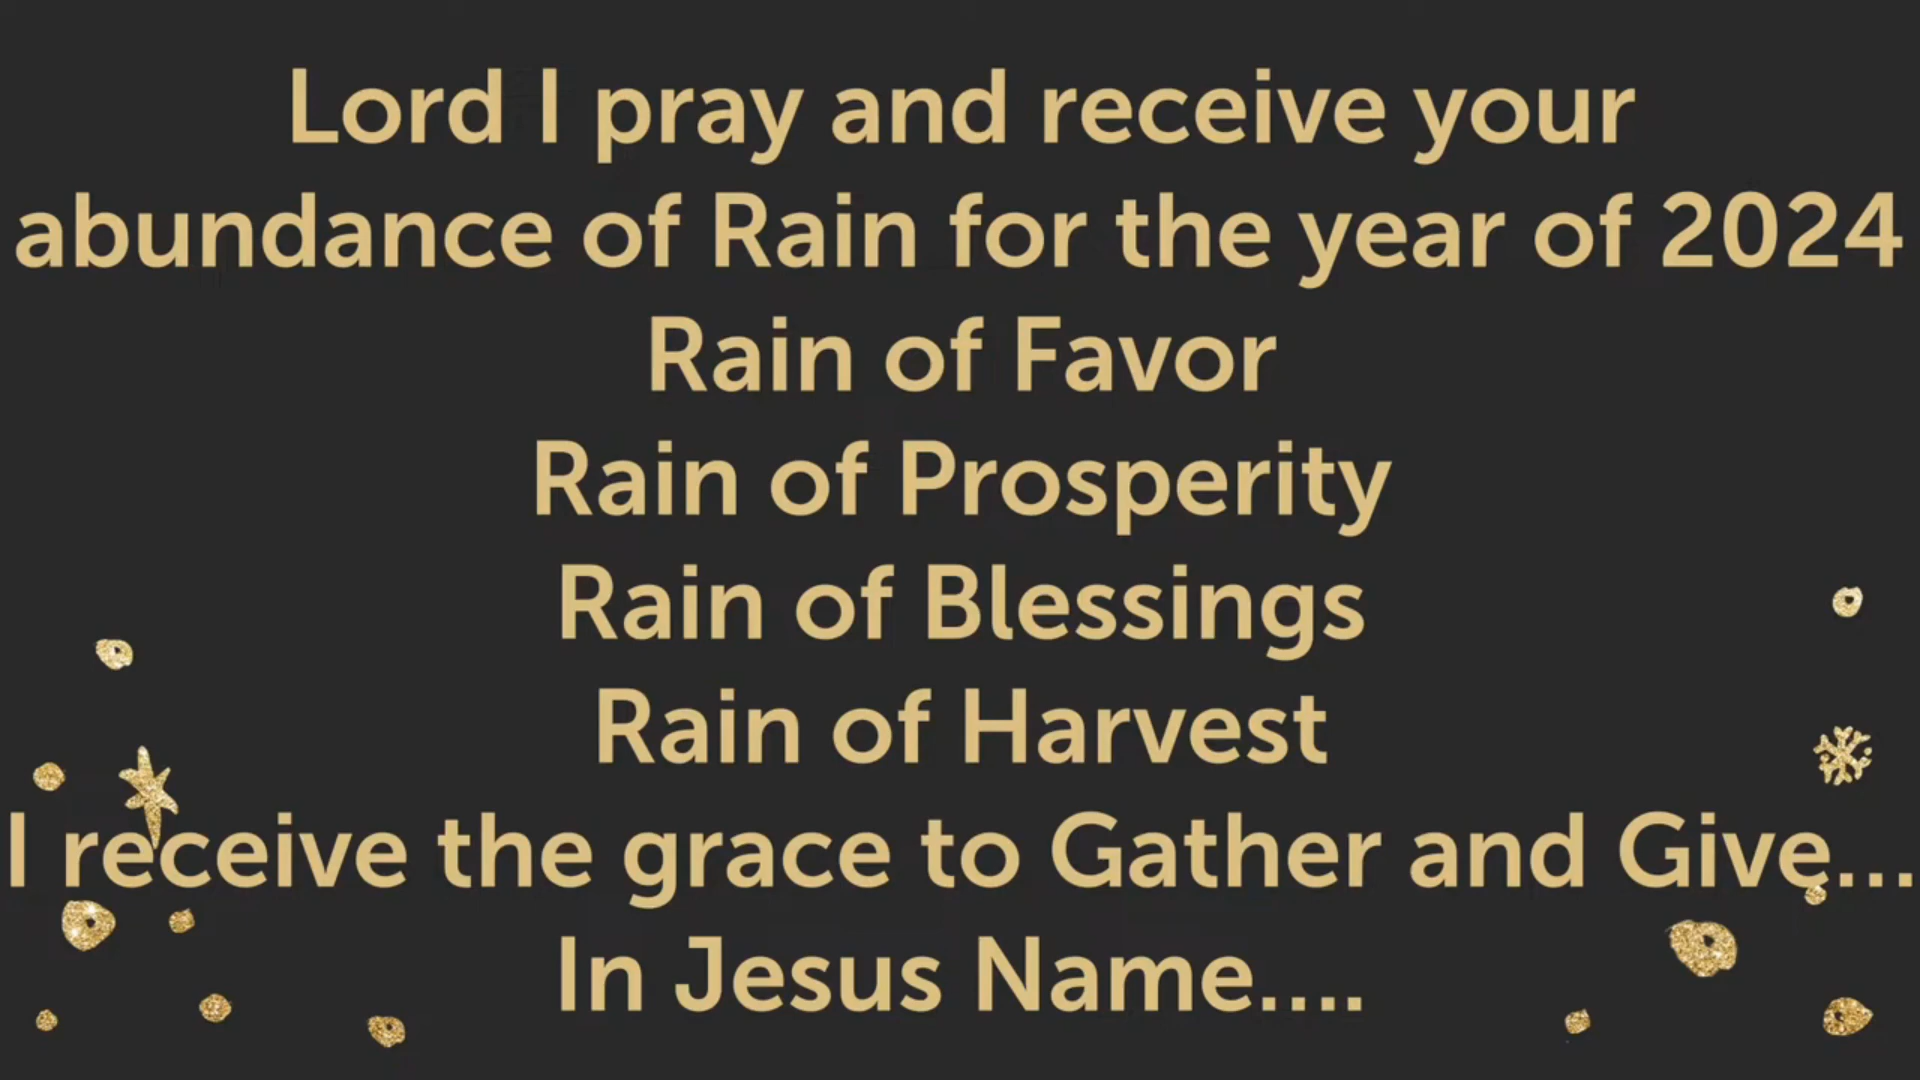 Lord I pray and receive your
abundance of Rain for the year of 2024
Rain of Favor
Rain of Prosperity
Rain of Blessings
Rain of Harvest
I receive the grace to Gather and Give...
In Jesus Name....